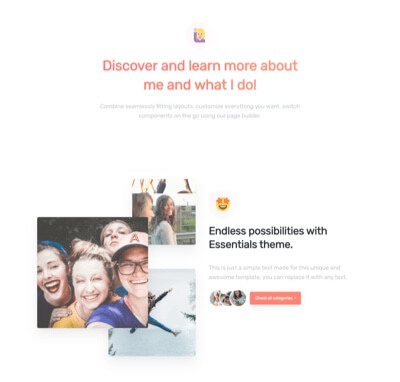 Discover and learn more about
me and what I do!
Combine seamlessly fitting layouts, customize everything you want, switch
compinents on the go using our page builder.
Endless possibilities with
Essentials theme.
This is just a simple text made for this unique and
awesome template, you can replace it with any text.
Check all categories